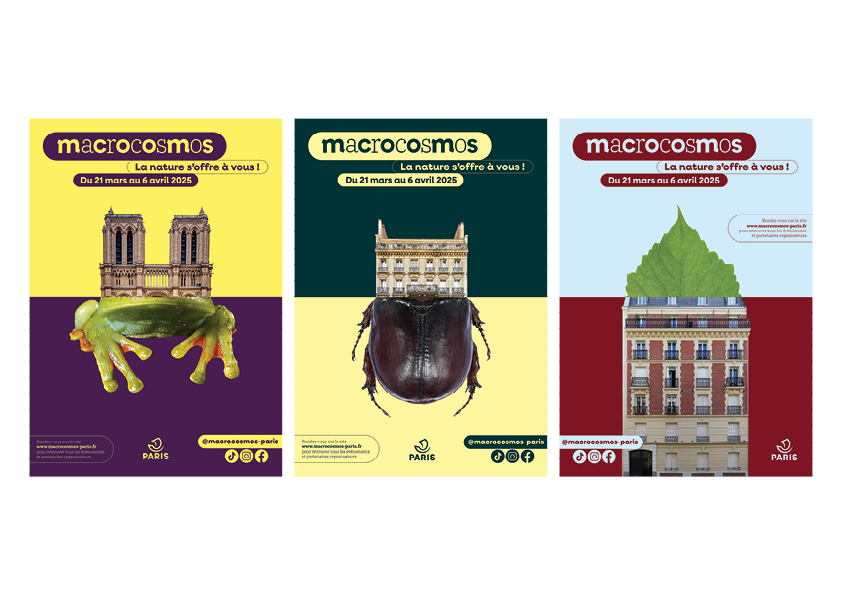 macrocosmos
La nature s'offre à vous !
Du 21 mars au 6 avril 2025
Rendez-vous sur le site
www.macrocosmos-paris.fr
pour retrouver tous les événements
et partenaires organisateurs
PARIS
@macrocosmos-paris
macrocosmos
La nature s'offre à vous !
Du 21 mars au 6 avril 2025
Rendez-vous sur le site
www.macrocosmos-paris.fr
pour retrouver tous les événements
et partenaires organisateurs
PARIS
@macrocosmos-paris
macrocosmos
La nature s'offre à vous !
Du 21 mars au 6 avril 2025
Rendez-vous sur le site
www.macrocosmos-paris.fr
pour retrouver tous les événements
et partenaires organisateurs
@macrocosmos-paris
PARIS